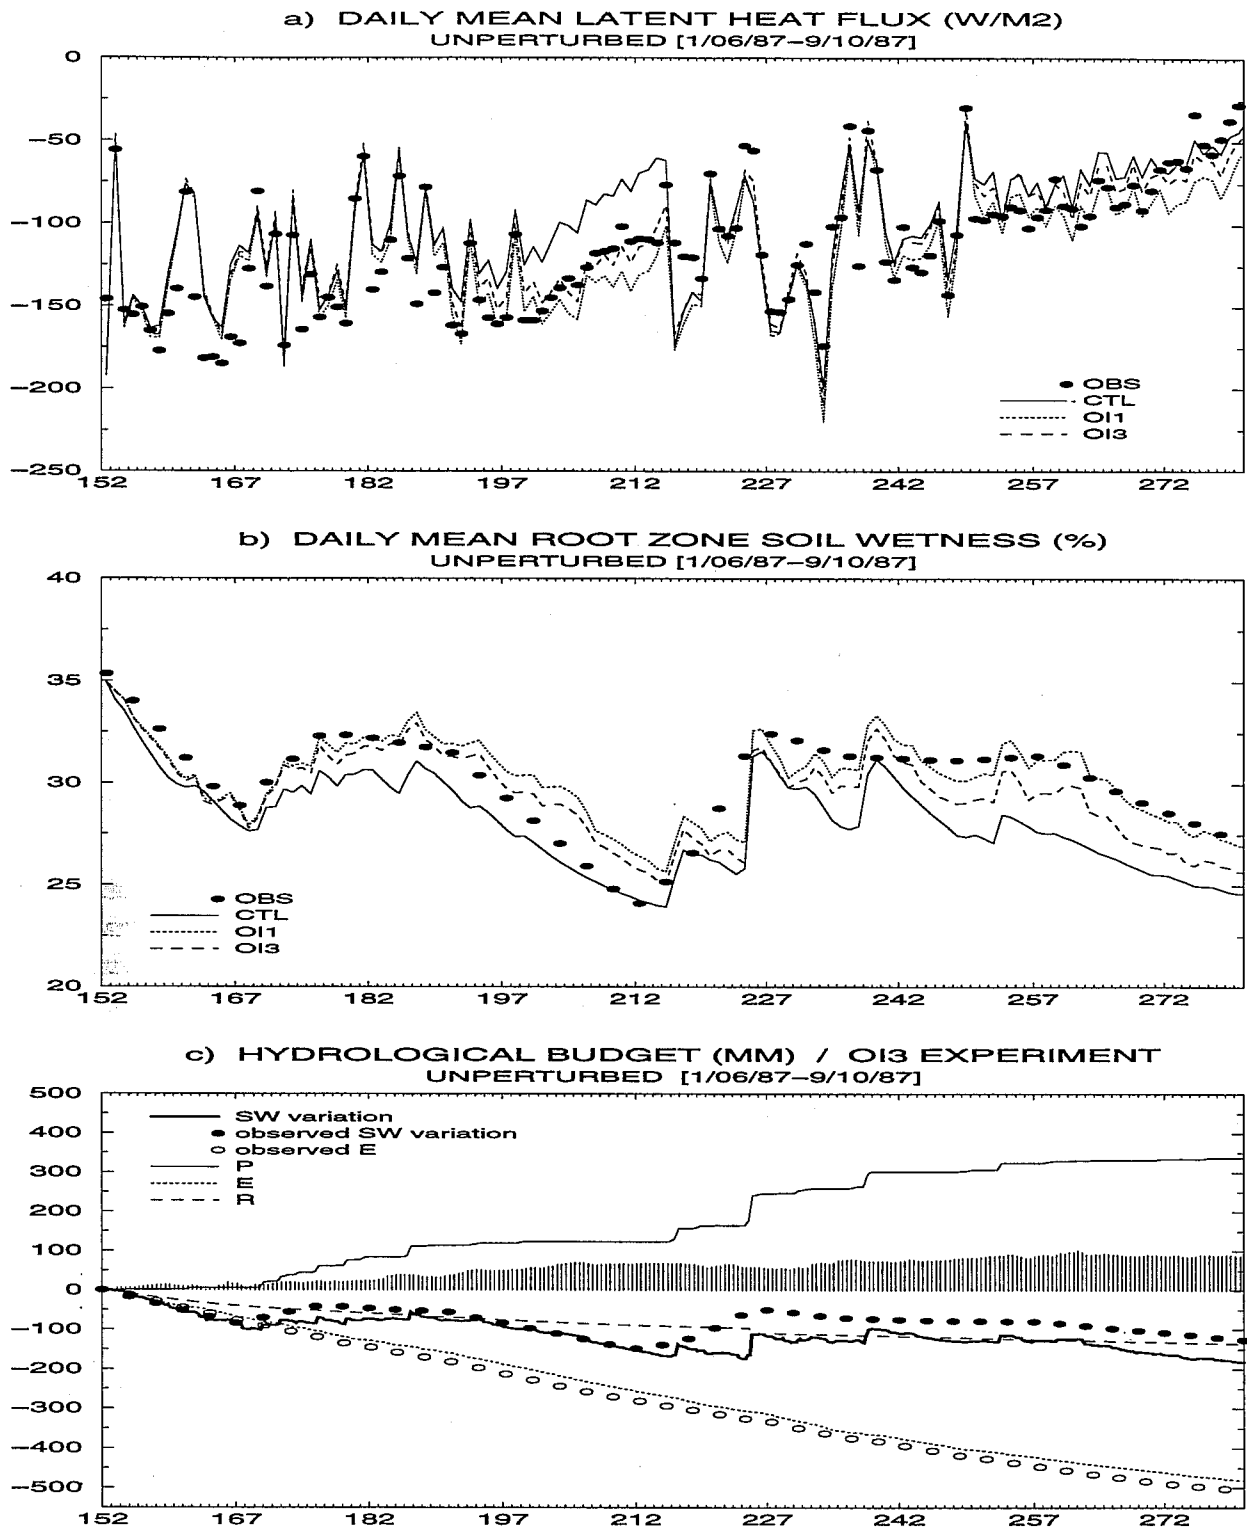 a) DAILY MEAN LATENT HEAT FLUX (W/M2)
UNPERTURBED [1/06/87–9/10/87]
0
−50
−100
−150
−200
−250
OBS
CTL
OI1
OI3
152 167 182 197 212 227 242 257 272
b) DAILY MEAN ROOT ZONE SOIL WETNESS (%)
UNPERTURBED [1/06/87–9/10/87]
40
35
30
25
20
OBS
CTL
OI1
OI3
152 167 182 197 212 227 242 257 272
c) HYDROLOGICAL BUDGET (MM) / OI3 EXPERIMENT
UNPERTURBED [1/06/87–9/10/87]
500
400
300
200
100
0
−100
−200
−300
−400
−500
SW variation
observed SW variation
observed E
P
E
R
152 167 182 197 212 227 242 257 272